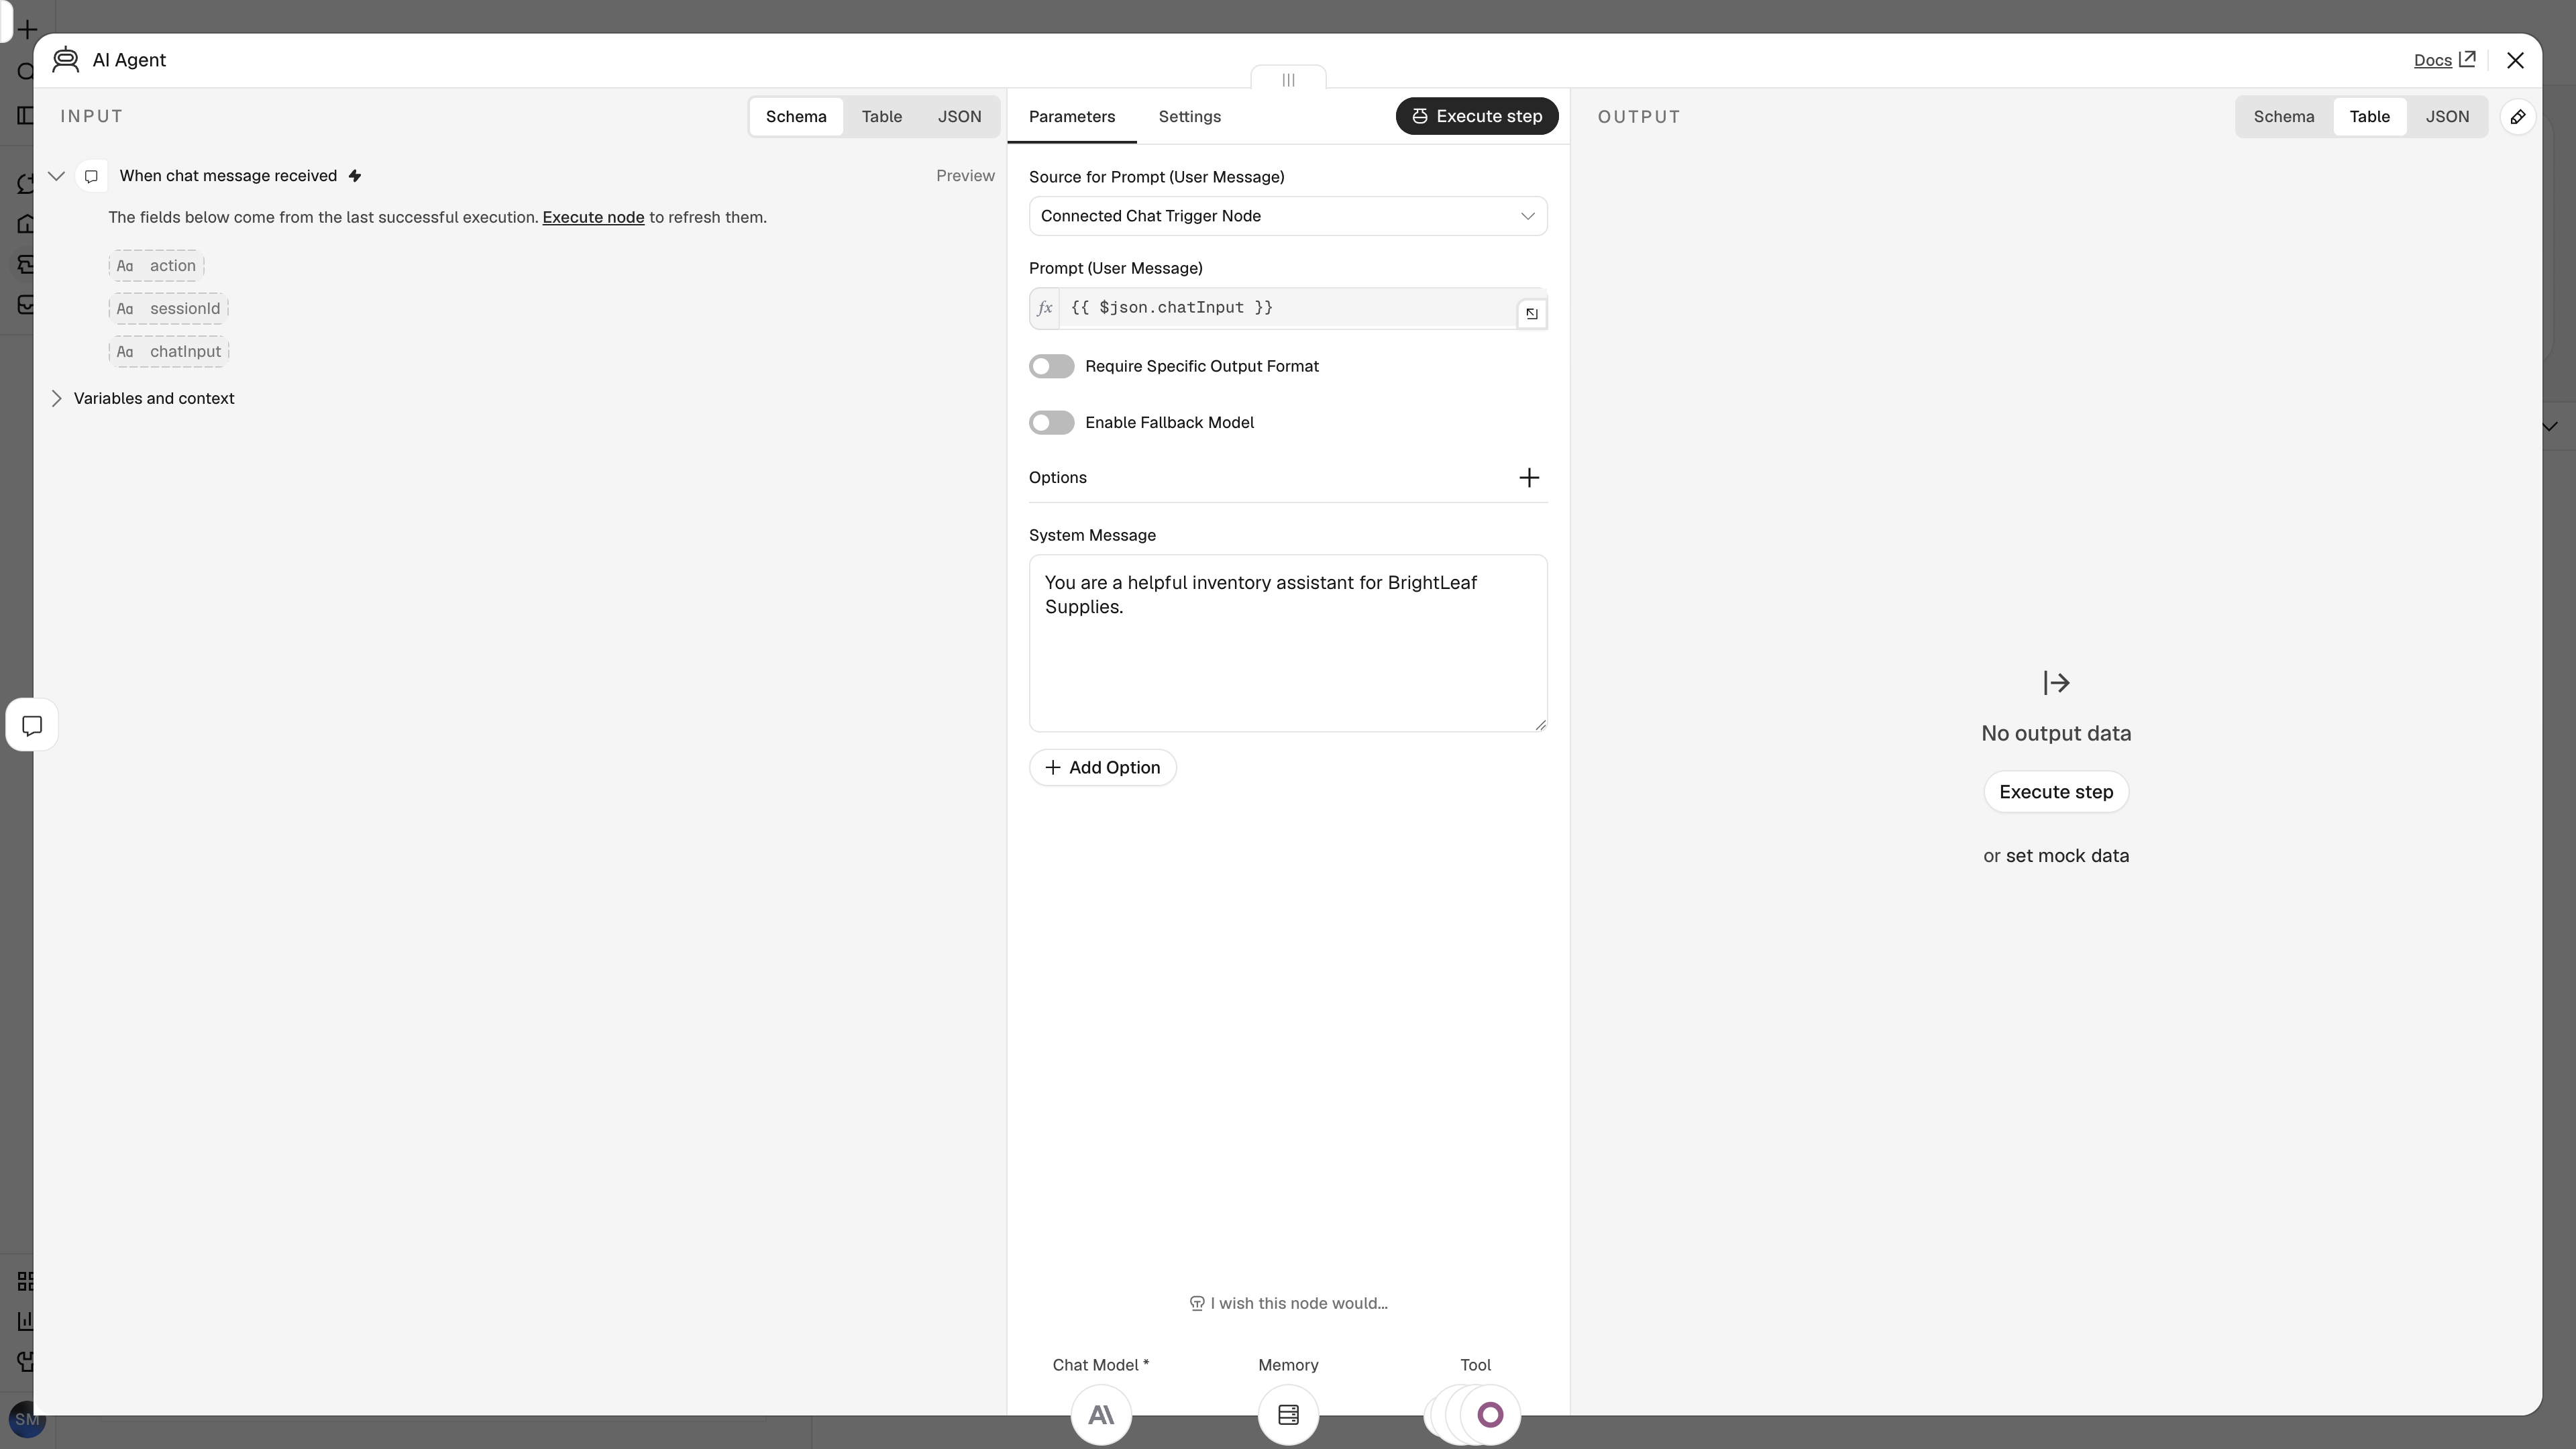 AI Agent
Docs
INPUT
Schema
Table
JSON
When chat message received
Preview
The fields below come from the last successful execution. Execute node to refresh them.
Aa action
Aa sessionId
Aa chatInput
Variables and context
Parameters
Settings
Execute step
Source for Prompt (User Message)
Connected Chat Trigger Node
Prompt (User Message)
fx {{ $json.chatInput }}
Require Specific Output Format
Enable Fallback Model
Options
System Message
You are a helpful inventory assistant for BrightLeaf
Supplies.
Add Option
I wish this node would...
Chat Model *
Memory
Tool
OUTPUT
Schema
Table
JSON
No output data
Execute step
or set mock data
SM